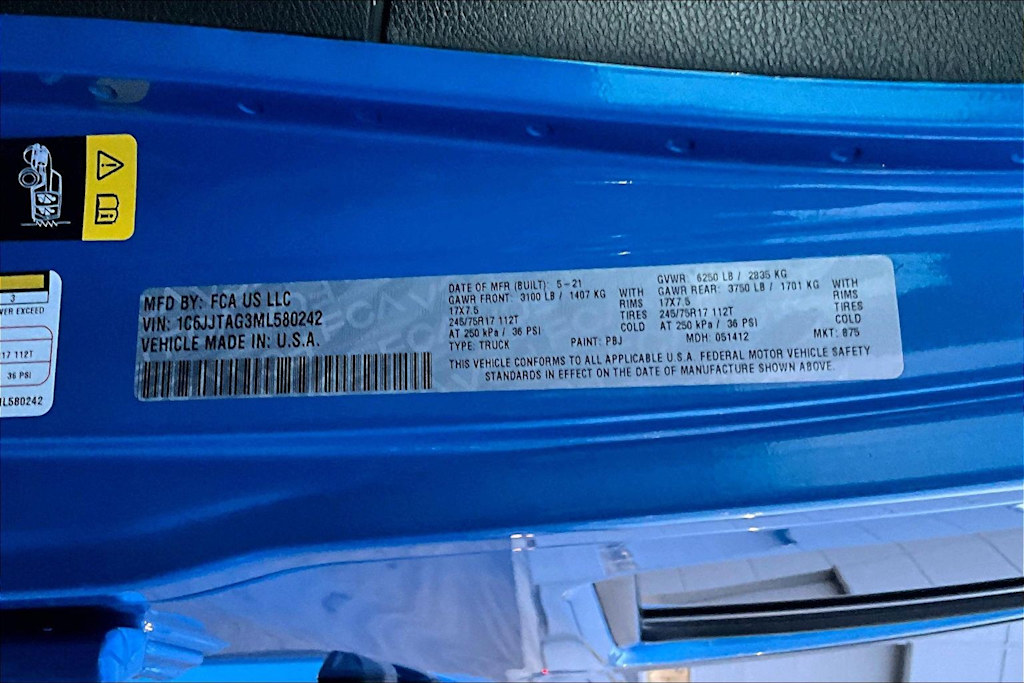 MFD BY: FCA US LLC
VIN: 1C6JJTAG3ML580242
VEHICLE MADE IN: U.S.A.
DATE OF MFR (BUILT): 5-21
GAWR FRONT: 3100 LB / 1407 KG WITH
17X7.5 RIMS
245/75R17 112T TIRES
AT 250 kPa / 36 PSI COLD
TYPE: TRUCK PAINT: PBJ
GVWR: 6250 LB / 2835 KG
GAWR REAR: 3750 LB / 1701 KG WITH
17X7.5 RIMS
245/75R17 112T TIRES
AT 250 kPa / 36 PSI COLD
MDH: 051412 MKT: 875
THIS VEHICLE CONFORMS TO ALL APPLICABLE U.S.A. FEDERAL MOTOR VEHICLE SAFETY
STANDARDS IN EFFECT ON THE DATE OF MANUFACTURE SHOWN ABOVE.
3
VER EXCEED
R17 112T
36 PSI
ML580242